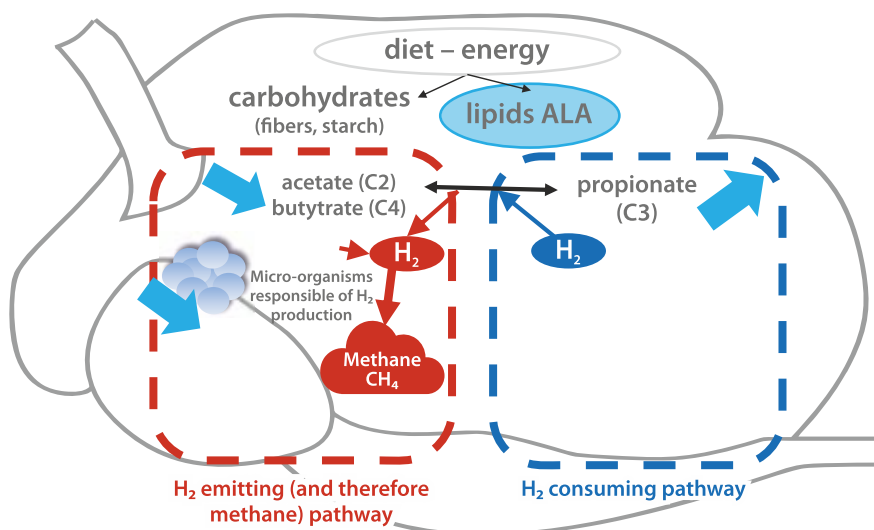 diet – energy
carbohydrates
(fibers, starch)
lipids ALA
acetate (C2)
butytrate (C4)
propionate
(C3)
H₂
H₂
Micro-organisms
responsible of H₂
production
Methane
CH₄
H₂ emitting (and therefore
methane) pathway
H₂ consuming pathway